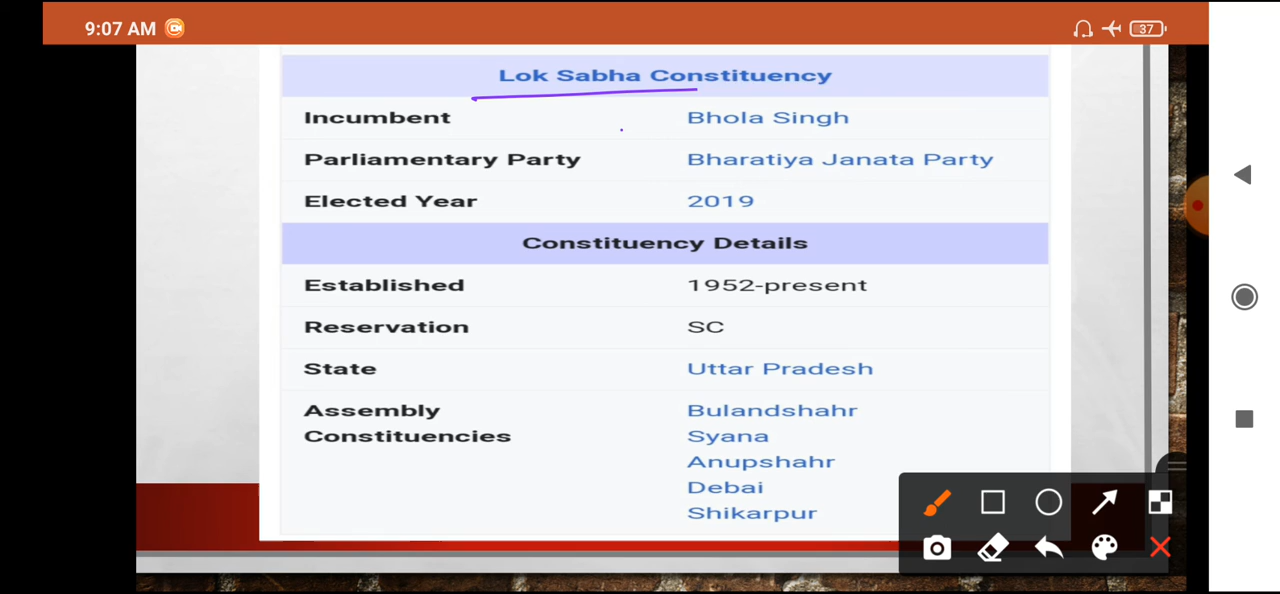 9:07 AM
37
Lok Sabha Constituency
Incumbent Bhola Singh
Parliamentary Party Bharatiya Janata Party
Elected Year 2019
Constituency Details
Established 1952-present
Reservation SC
State Uttar Pradesh
Assembly Constituencies Bulandshahr
Syana
Anupshahr
Debai
Shikarpur